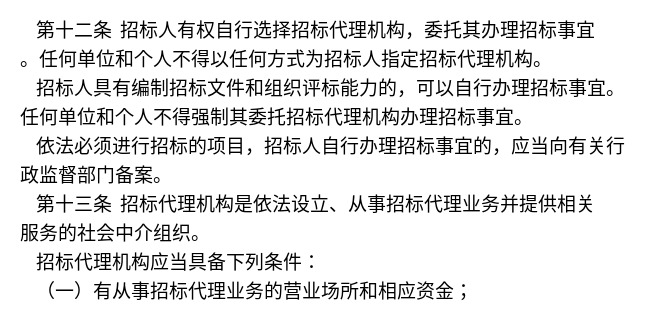 第十二条 招标人有权自行选择招标代理机构，委托其办理招标事宜
。任何单位和个人不得以任何方式为招标人指定招标代理机构。
招标人具有编制招标文件和组织评标能力的，可以自行办理招标事宜。
任何单位和个人不得强制其委托招标代理机构办理招标事宜。
依法必须进行招标的项目，招标人自行办理招标事宜的，应当向有关行
政监督部门备案。
第十三条 招标代理机构是依法设立、从事招标代理业务并提供相关
服务的社会中介组织。
招标代理机构应当具备下列条件：
（一）有从事招标代理业务的营业场所和相应资金；